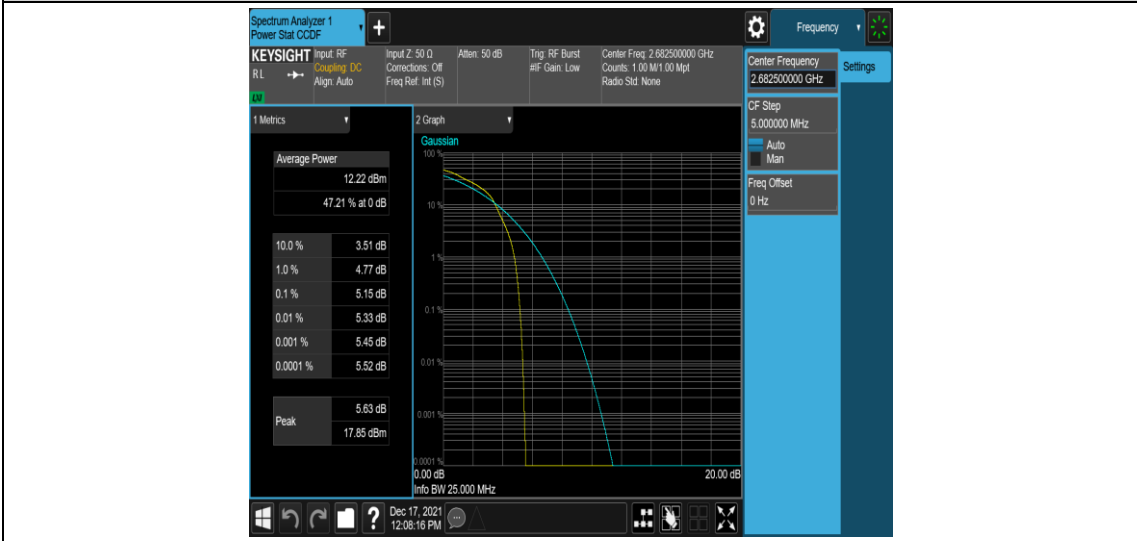 Spectrum Analyzer 1
Power Stat CCDF
+
Frequency
KEYSIGHT
R L
LXI
Input: RF
Coupling: DC
Align: Auto
Input Z: 50 Ω
Corrections: Off
Freq Ref: Int (S)
Atten: 50 dB
Trig: RF Burst
#IF Gain: Low
Center Freq: 2.682500000 GHz
Counts: 1.00 M/1.00 Mpt
Radio Std: None
Center Frequency
2.682500000 GHz
Settings
CF Step
5.000000 MHz
Auto
Man
Freq Offset
0 Hz
1 Metrics
Average Power
12.22 dBm
47.21 % at 0 dB
10.0 % 3.51 dB
1.0 % 4.77 dB
0.1 % 5.15 dB
0.01 % 5.33 dB
0.001 % 5.45 dB
0.0001 % 5.52 dB
Peak
5.63 dB
17.85 dBm
2 Graph
Gaussian
100 %
10 %
1 %
0.1 %
0.01 %
0.001 %
0.0001 %
0.00 dB 20.00 dB
Info BW 25.000 MHz
?
Dec 17, 2021
12:08:16 PM